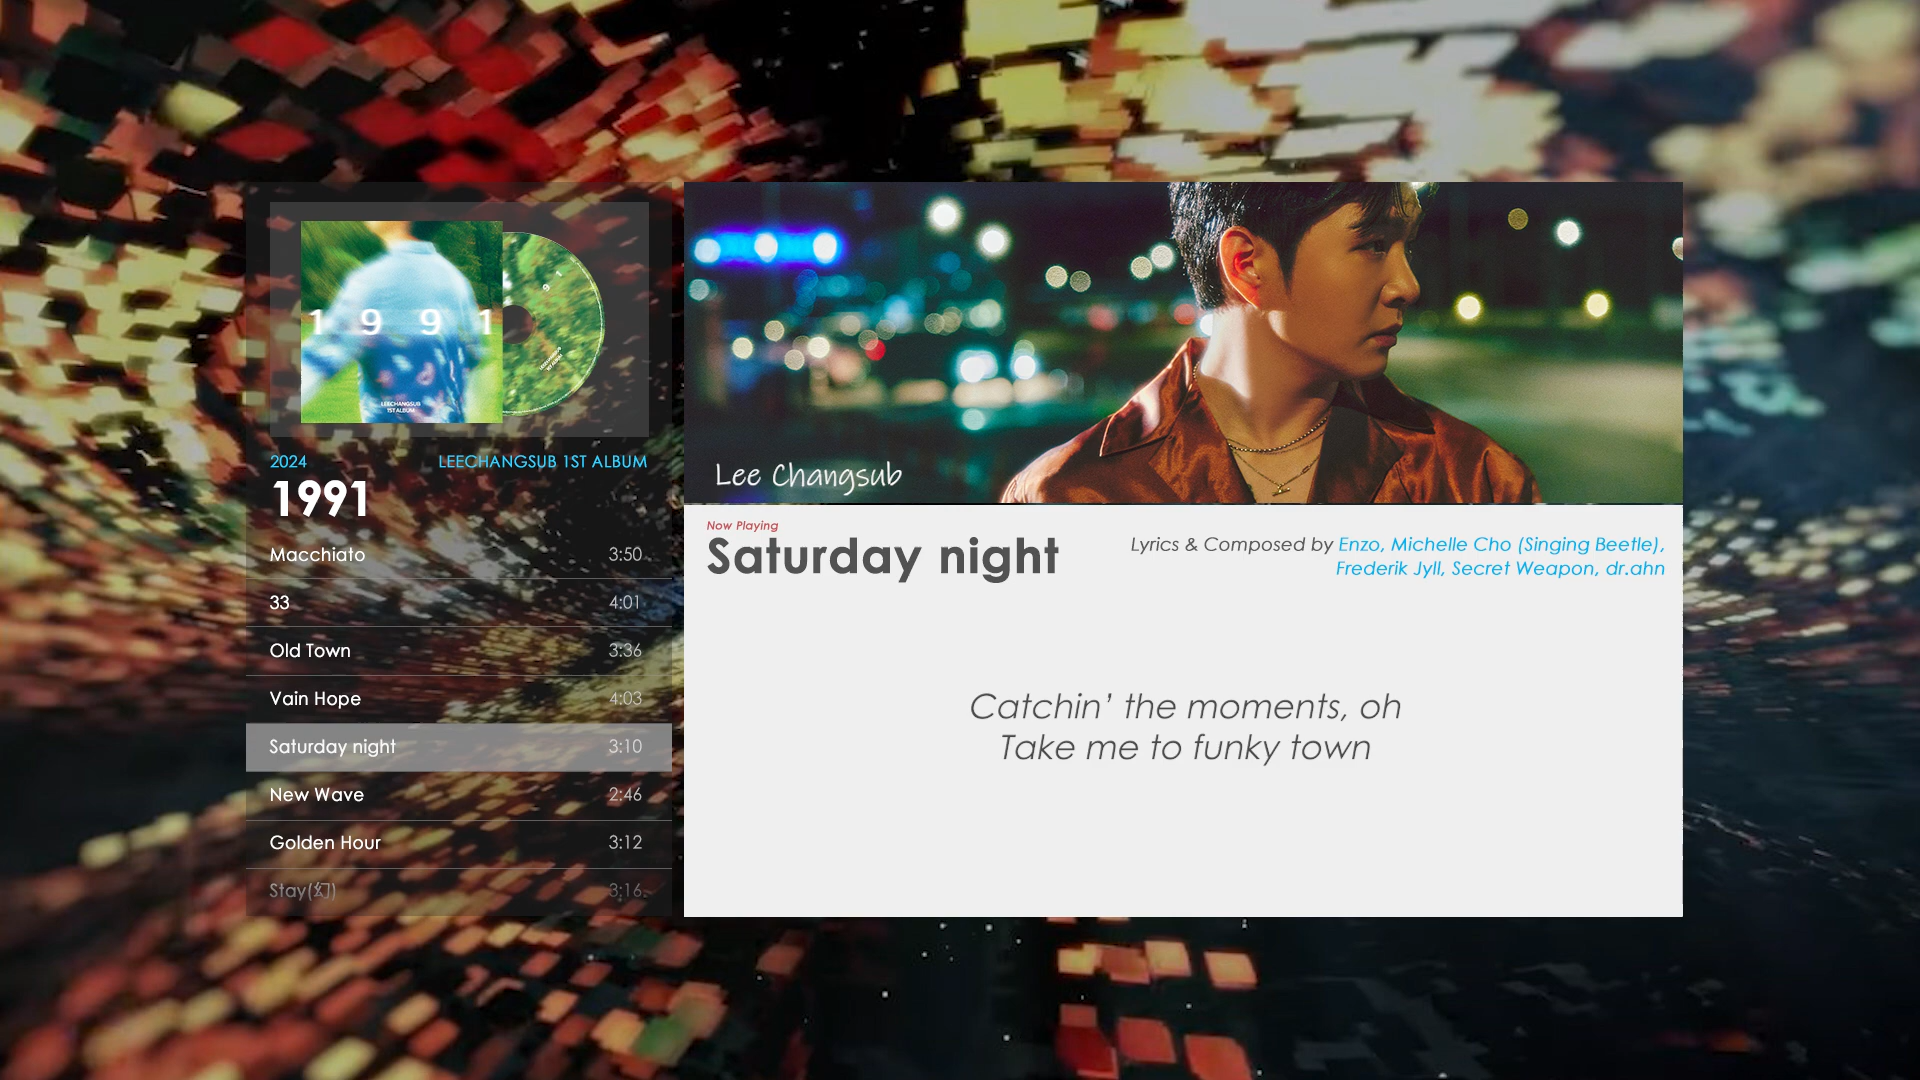 1 9 9 1
LEECHANGSUB
1ST ALBUM
2024
LEECHANGSUB 1ST ALBUM
1991
Macchiato 3:50
33 4:01
Old Town 3:36
Vain Hope 4:03
Saturday night 3:10
New Wave 2:46
Golden Hour 3:12
Stay(幻) 3:16
Lee Changsub
Now Playing
Saturday night
Lyrics & Composed by Enzo, Michelle Cho (Singing Beetle),
Frederik Jyll, Secret Weapon, dr.ahn
Catchin’ the moments, oh
Take me to funky town